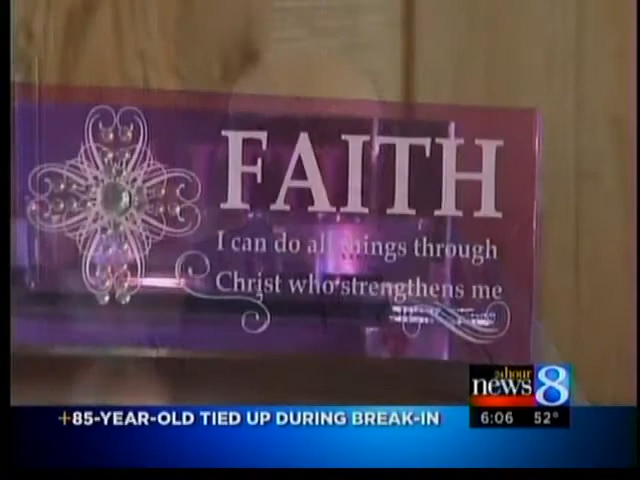 FAITH
I can do all things through
Christ who strengthens me
24 hour
news 8
+85-YEAR-OLD TIED UP DURING BREAK-IN
6:06 52°